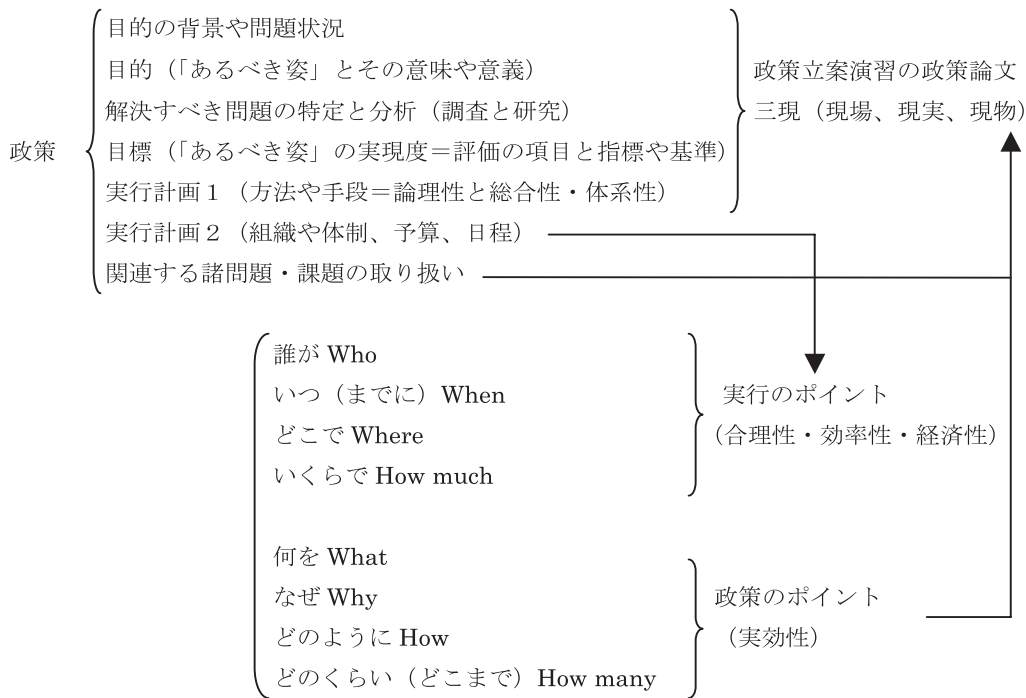 目的の背景や問題状況
目的（「あるべき姿」とその意味や意義）
解決すべき問題の特定と分析（調査と研究）
政策
目標（「あるべき姿」の実現度＝評価の項目と指標や基準）
実行計画１（方法や手段＝論理性と総合性・体系性）
実行計画２（組織や体制、予算、日程）
関連する諸問題・課題の取り扱い
政策立案演習の政策論文
三現（現場、現実、現物）
誰が Who
いつ（までに）When
どこで Where
いくらで How much
実行のポイント
（合理性・効率性・経済性）
何を What
なぜ Why
どのように How
どのくらい（どこまで）How many
政策のポイント
（実効性）